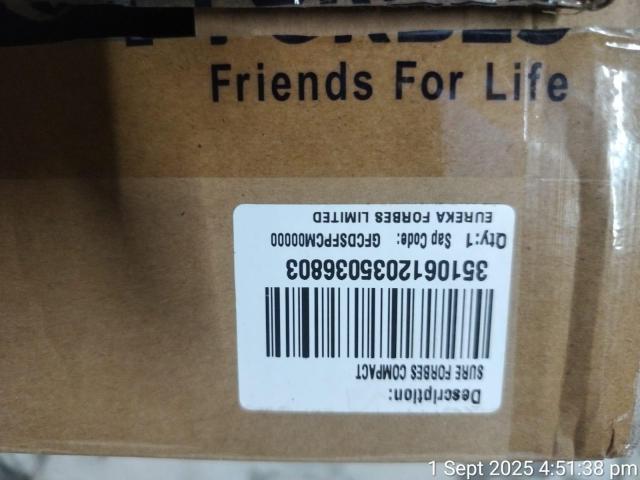 Friends For Life
Description:
SURE FORBES COMPACT
3510612035036803
Qty:1 Sap Code: GFCDSFPCM00000
EUREKA FORBES LIMITED
1 Sept 2025 4:51:38 pm